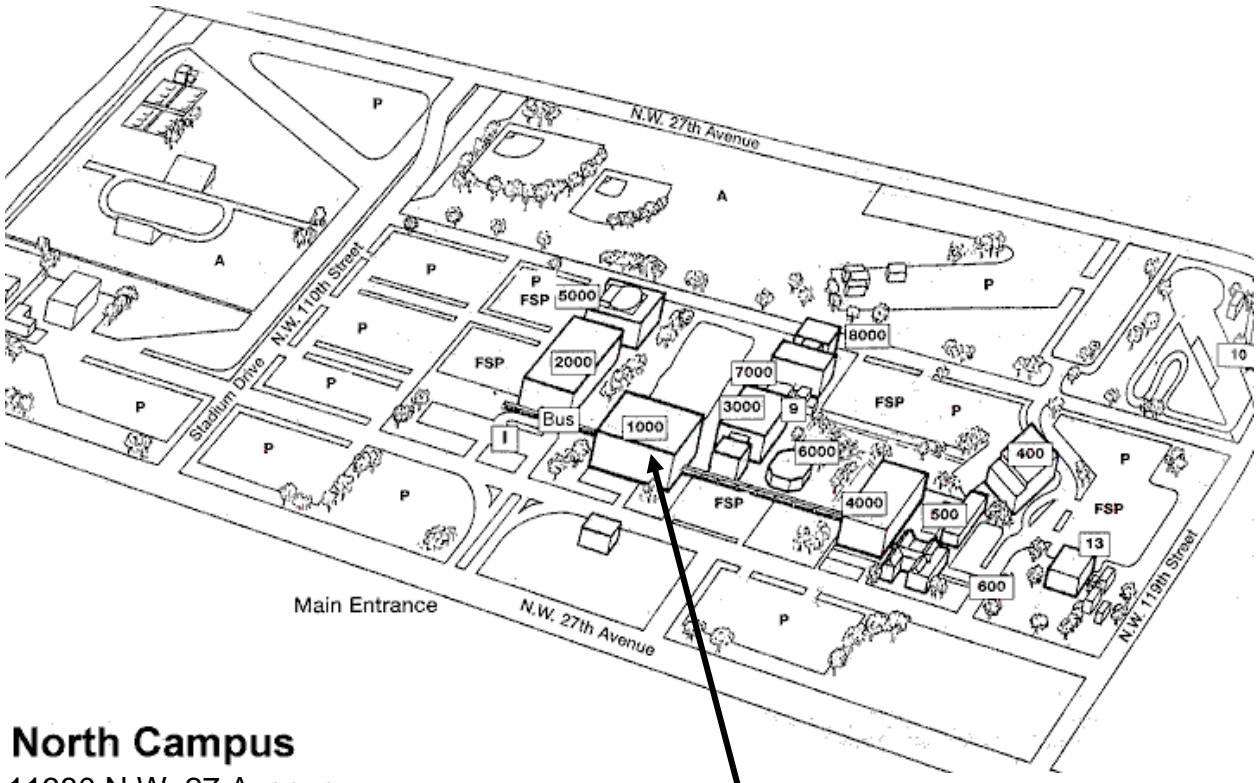 P
N.W. 27th Avenue
A
A
N.W. 110th Street
P
P
FSP
5000
P
8000
10
P
FSP
2000
7000
P
Stadium Drive
P
Bus
I
1000
3000
9
FSP
P
6000
400
P
P
P
FSP
4000
500
FSP
13
600
N.W. 119th Street
Main Entrance
N.W. 27th Avenue
P
North Campus